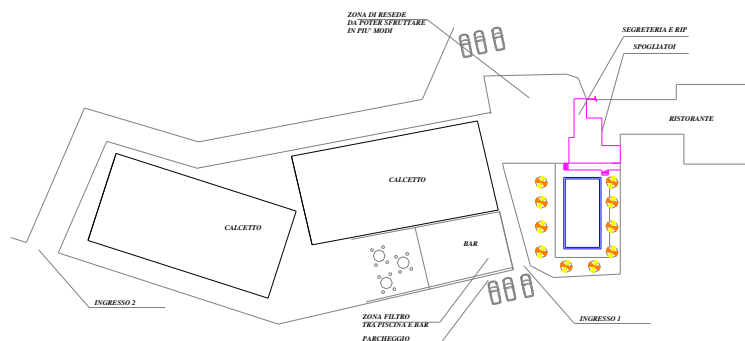 ZONA DI RESEDE
DA POTER SFRUTTARE
IN PIU' MODI
SEGRETERIA E RIP
SPOGLIATOI
RISTORANTE
CALCETTO
CALCETTO
BAR
INGRESSO 2
ZONA FILTRO
TRA PISCINA E BAR
PARCHEGGIO
INGRESSO 1